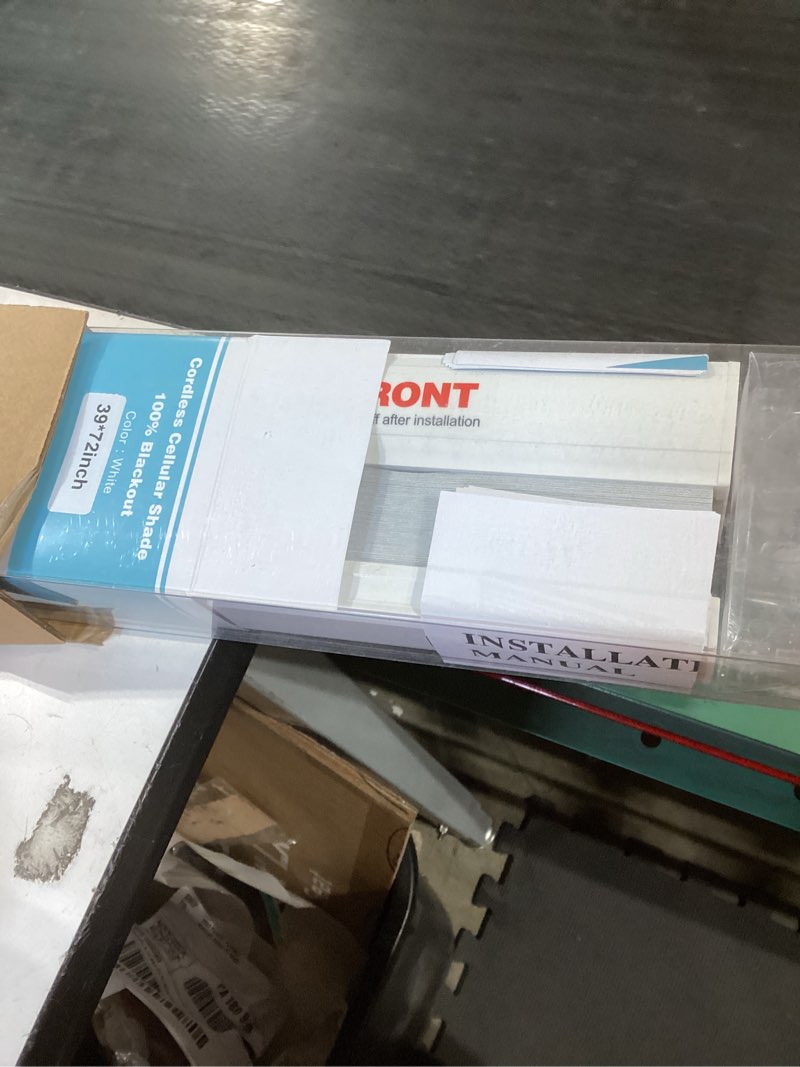 Cordless Cellular Shade
100% Blackout
Color : White
39*72inch
RONT
f after installation
INSTALLATI
MANUAL